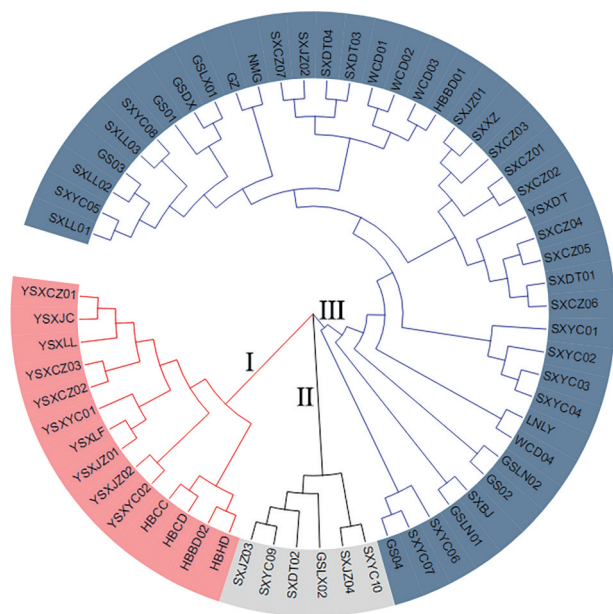 SXLL01
SXYC05
SXLL02
GS03
SXLL03
SXYC08
GS01
GSDX
GSLX01
GZ
NMG
SXCZ07
SXJZ02
SXDT04
SXDT03
WCD01
WCD02
WCD03
HBBD01
SXJZ01
SXXZ
SXCZ03
SXCZ01
SXCZ02
YSXDT
SXCZ04
SXCZ05
SXDT01
SXCZ06
SXYC01
SXYC02
SXYC03
SXYC04
LNLY
WCD04
GSLN02
GS02
SXBJ
GSLN01
SXYC06
SXYC07
GS04
SXYC10
SXJZ04
GSLX02
SXDT02
SXYC09
SXJZ03
HBHD
HBBD02
HBCD
HBCC
YSXYC02
YSXJZ02
YSXJZ01
YSXLF
YSXYC01
YSXCZ02
YSXCZ03
YSXLL
YSXJC
YSXCZ01
I
II
III